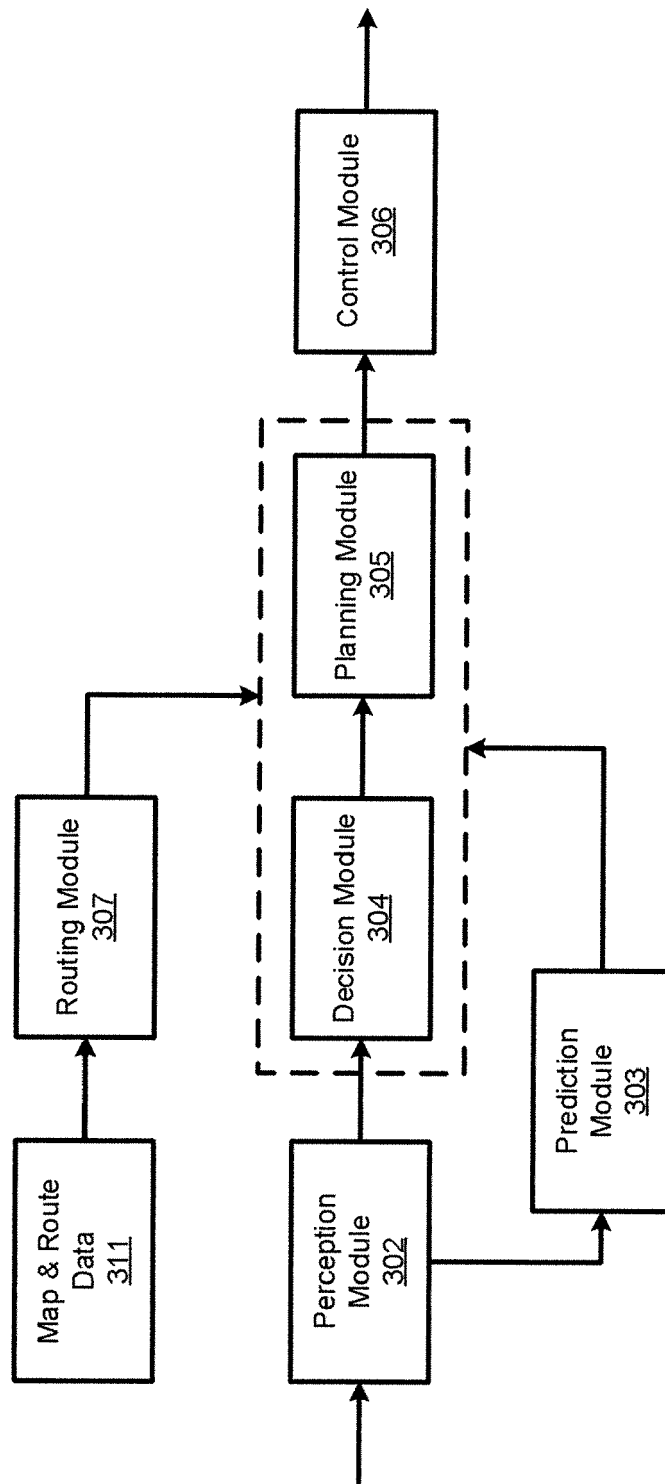 Map & Route
Data
311
Routing Module
307
Perception
Module
302
Decision Module
304
Planning Module
305
Control Module
306
Prediction
Module
303